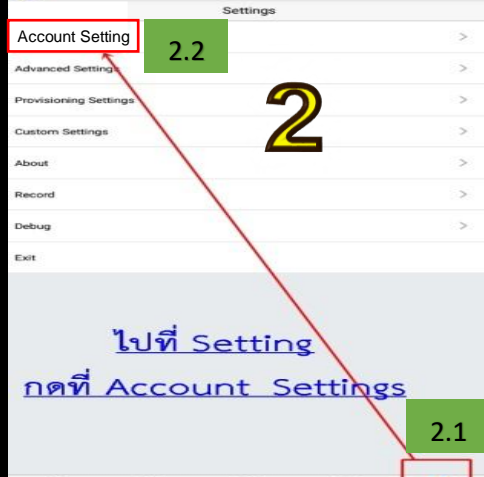 Settings
Account Setting
2.2
Advanced Settings
2
Provisioning Settings
Custom Settings
About
Record
Debug
Exit
ไปที่ Setting
กดที่ Account Settings
2.1